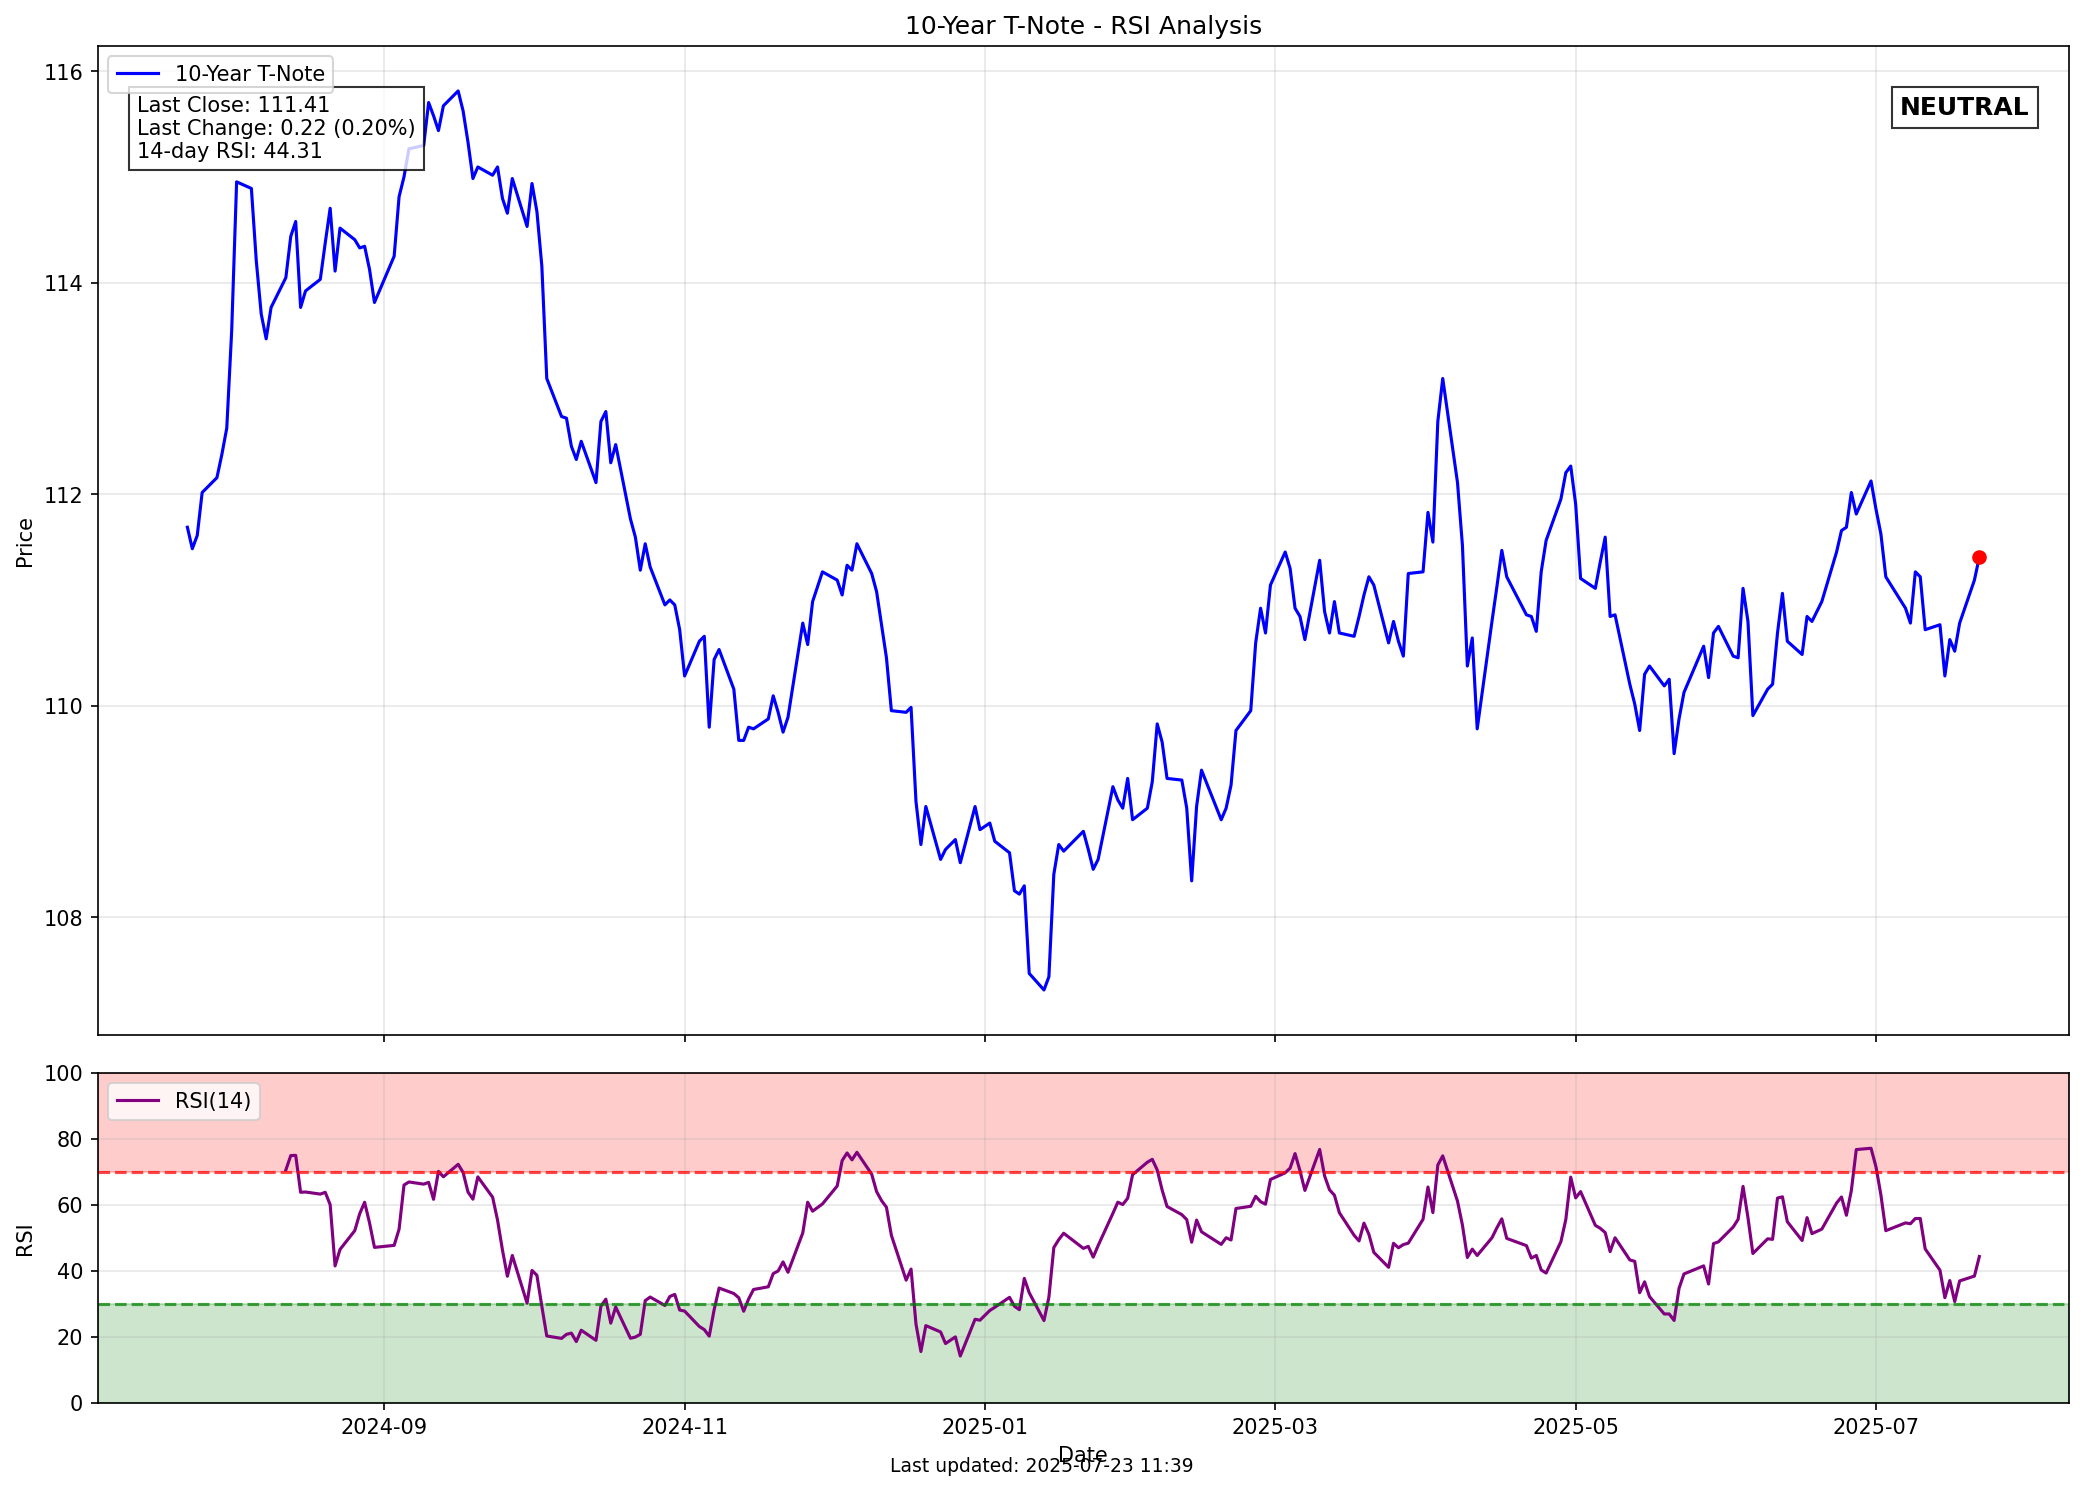 10-Year T-Note - RSI Analysis
10-Year T-Note
Last Close: 111.41
Last Change: 0.22 (0.20%)
14-day RSI: 44.31
NEUTRAL
Price
116
114
112
110
108
RSI(14)
RSI
100
80
60
40
20
0
2024-09
2024-11
2025-01
2025-03
2025-05
2025-07
Date
Last updated: 2025-07-23 11:39